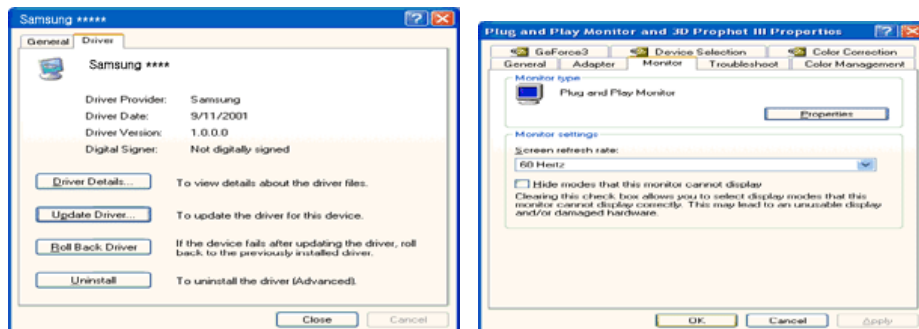 Samsung *****
General Driver
Samsung ****
Driver Provider: Samsung
Driver Date: 9/11/2001
Driver Version: 1.0.0.0
Digital Signer: Not digitally signed
Driver Details... To view details about the driver files.
Update Driver... To update the driver for this device.
Roll Back Driver If the device fails after updating the driver, roll
back to the previously installed driver.
Uninstall To uninstall the driver (Advanced).
Close Cancel
Plug and Play Monitor and 3D Prophet III Properties
GeForce3 Device Selection Color Correction
General Adapter Monitor Troubleshoot Color Management
Monitor type
Plug and Play Monitor
Properties
Monitor settings
Screen refresh rate:
60 Hertz
Hide modes that this monitor cannot display
Clearing this check box allows you to select display modes that this
monitor cannot display correctly. This may lead to an unusable display
and/or damaged hardware.
OK Cancel Apply